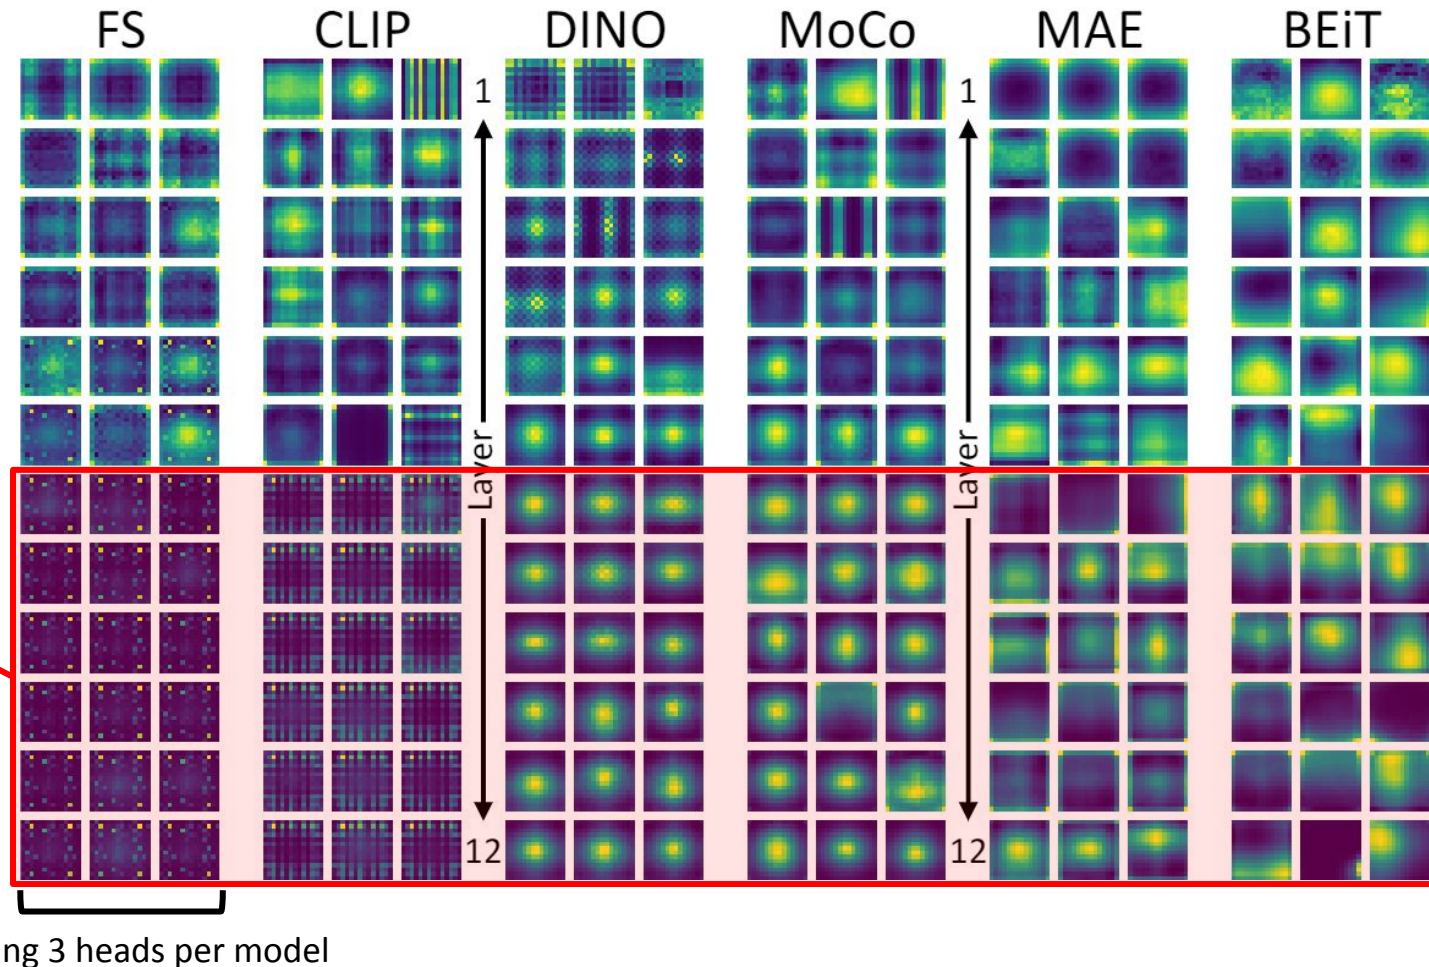 FS CLIP DINO MoCo MAE BEiT
1 1
Layer Layer
12 12
ng 3 heads per model